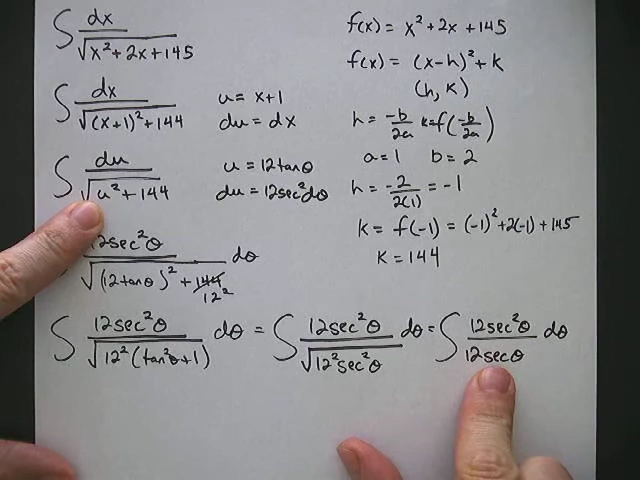 ∫ dx / √(x² + 2x + 145)
f(x) = x² + 2x + 145
f(x) = (x-h)² + k
(h, k)
∫ dx / √((x+1)² + 144)
u = x+1
du = dx
h = -b/2a k = f(-b/2a)
a = 1 b = 2
∫ du / √(u² + 144)
u = 12tanθ
du = 12sec²dθ
h = -2/2(1) = -1
k = f(-1) = (-1)² + 2(-1) + 145
k = 144
12sec²θ / √((12tanθ)² + 144 12²) dθ
∫ 12sec²θ / √(12²(tan²θ+1)) dθ = ∫ 12sec²θ / √(12²sec²θ) dθ = ∫ 12sec²θ / 12secθ dθ